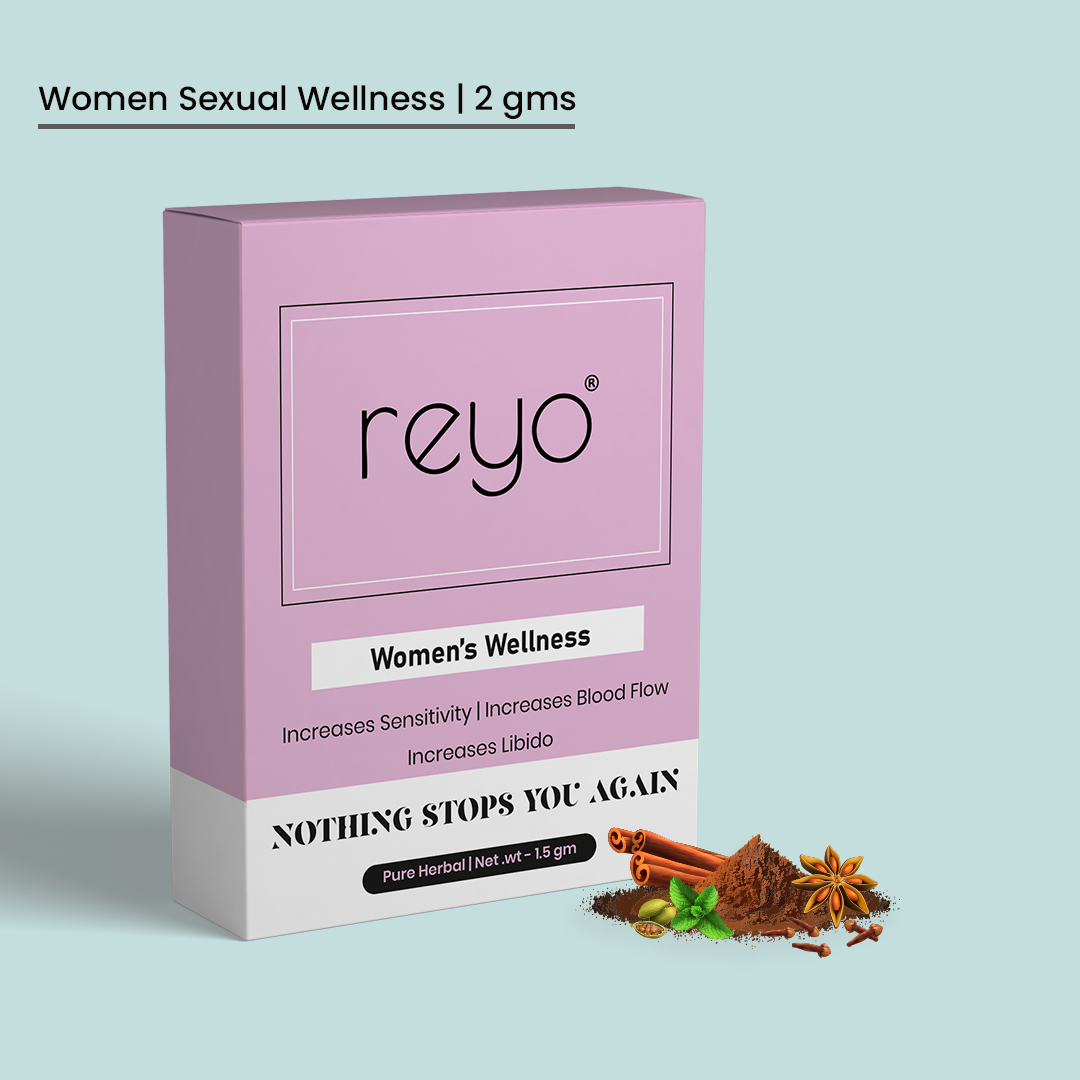 Women Sexual Wellness | 2 gms
reyo®
Women's Wellness
Increases Sensitivity | Increases Blood Flow
Increases Libido
NOTHING STOPS YOU AGAIN
Pure Herbal | Net .wt - 1.5 gm